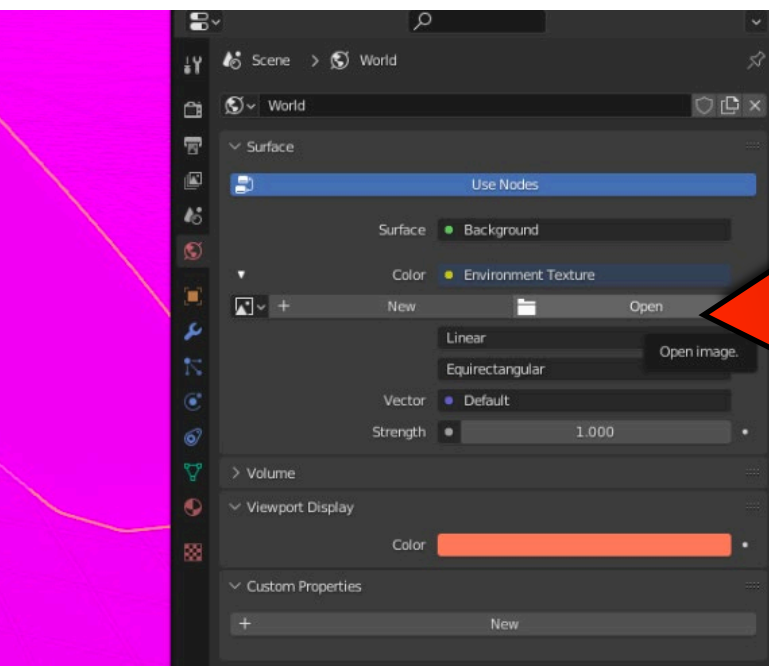 Scene > World
World
Surface
Use Nodes
Surface Background
Color Environment Texture
+ New Open
Linear
Open image.
Equirectangular
Vector Default
Strength 1.000
> Volume
Viewport Display
Color
Custom Properties
+ New